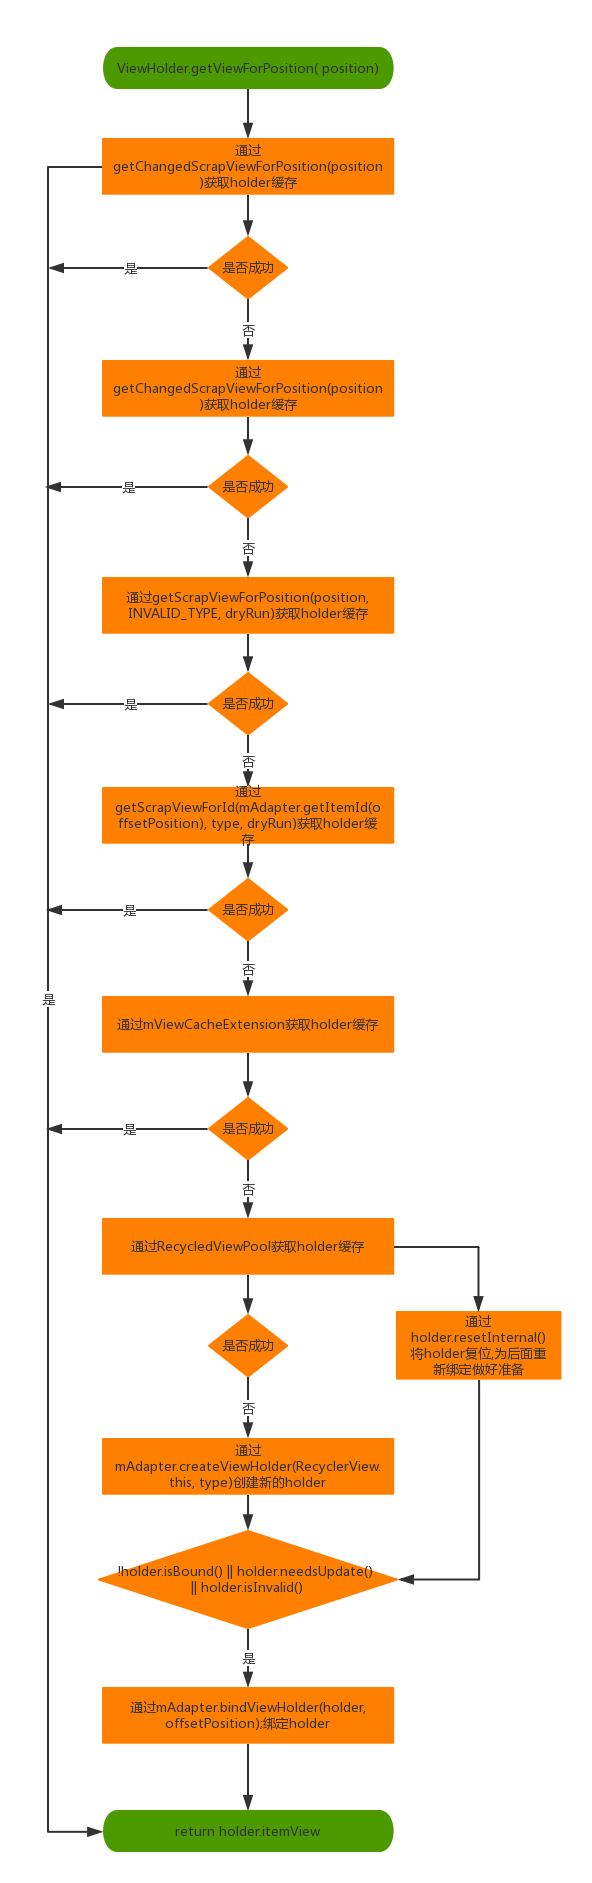 ViewHolder.getViewForPosition( position)
通过
getChangedScrapViewForPosition(position
)获取holder缓存
是否成功
是
否
通过
getChangedScrapViewForPosition(position
)获取holder缓存
是否成功
是
否
通过getScrapViewForPosition(position,
INVALID_TYPE, dryRun)获取holder缓存
是否成功
是
否
通过
getScrapViewForId(mAdapter.getItemId(o
ffsetPosition), type, dryRun)获取holder缓
存
是否成功
是
否
是
通过mViewCacheExtension获取holder缓存
是否成功
是
否
通过RecycledViewPool获取holder缓存
通过
holder.resetInternal()
将holder复位,为后面重
新绑定做好准备
是否成功
否
通过
mAdapter.createViewHolder(RecyclerView.
this, type)创建新的holder
!holder.isBound() || holder.needsUpdate()
|| holder.isInvalid()
是
通过mAdapter.bindViewHolder(holder,
offsetPosition);绑定holder
return holder.itemView